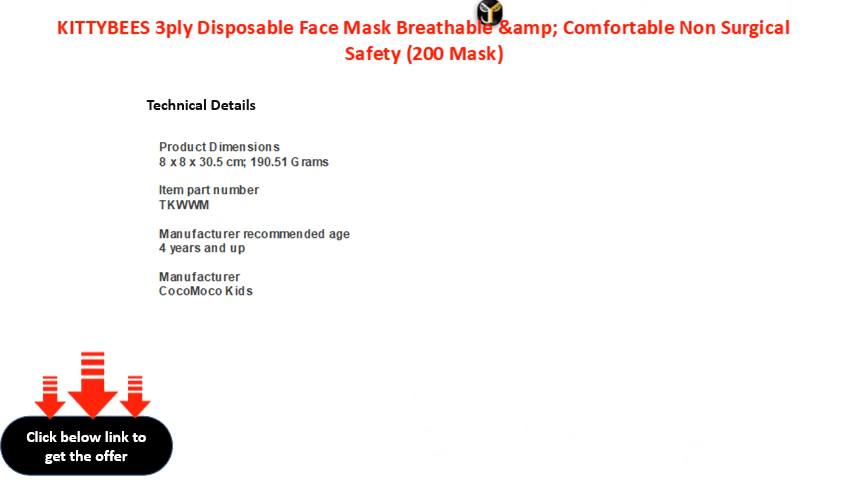 KITTYBEES 3ply Disposable Face Mask Breathable &amp; Comfortable Non Surgical
Safety (200 Mask)
Technical Details
Product Dimensions
8 x 8 x 30.5 cm; 190.51 Grams
Item part number
TKWWM
Manufacturer recommended age
4 years and up
Manufacturer
CocoMoco Kids
Click below link to
get the offer